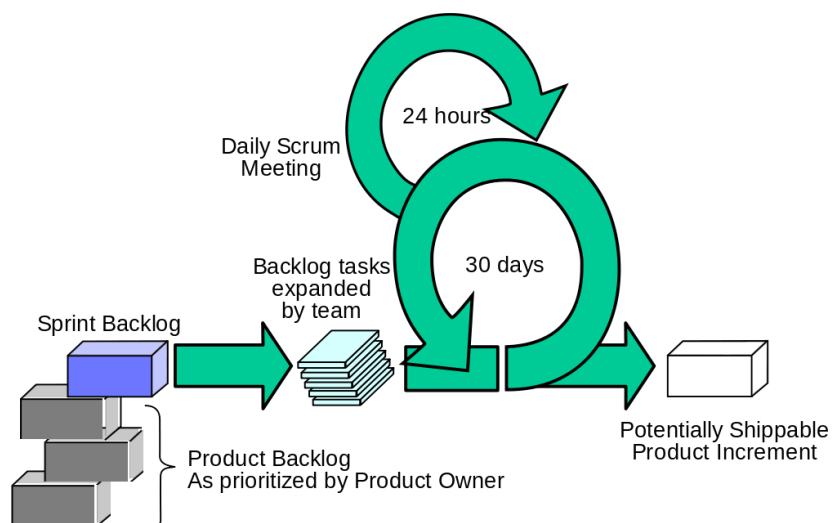 24 hours
Daily Scrum
Meeting
Backlog tasks
expanded
by team
30 days
Sprint Backlog
Potentially Shippable
Product Increment
Product Backlog
As prioritized by Product Owner